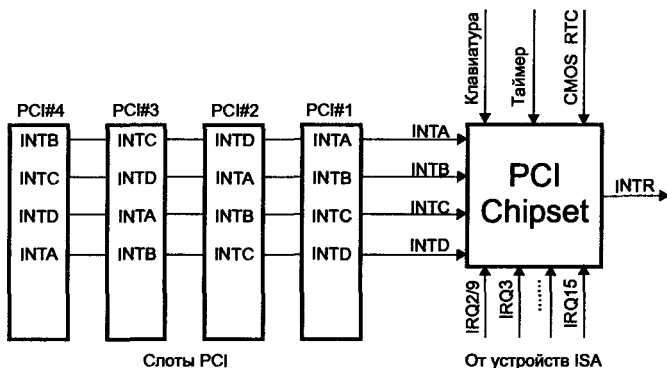 Клавиатура
Таймер
CMOS RTC
PCI#4 PCI#3 PCI#2 PCI#1
INTB INTC INTD INTA INTA
INTC INTD INTA INTB INTB
INTD INTA INTB INTC INTC
INTA INTB INTC INTD INTD
PCI
Chipset
INTR
IRQ2/9
IRQ3
........
IRQ15
Слоты PCI
От устройств ISA